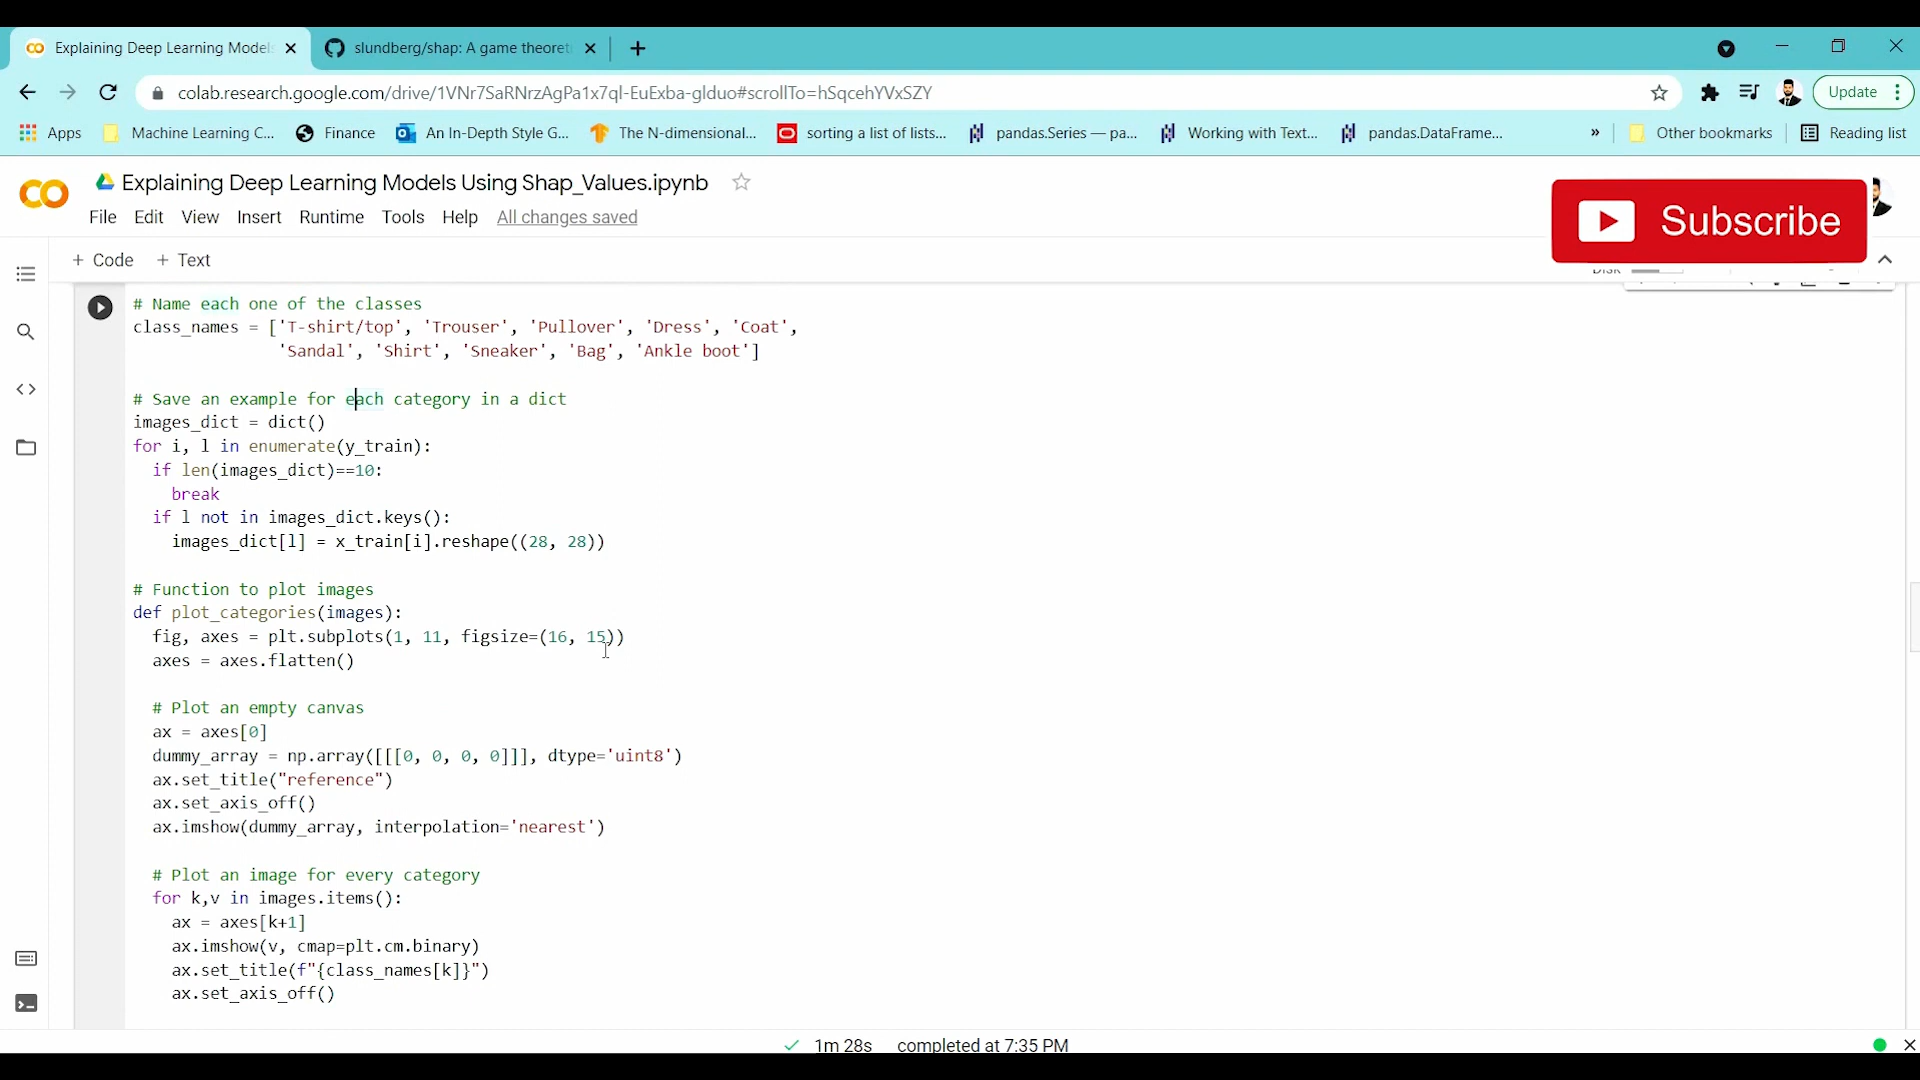 Explaining Deep Learning Models
slundberg/shap: A game theoret
colab.research.google.com/drive/1VNr7SaRNrzAgPa1x7ql-EuExba-glduo#scrollTo=hSqcehYVxSZY
Update
Apps
Machine Learning C...
Finance
An In-Depth Style G...
The N-dimensional...
sorting a list of lists...
pandas.Series — pa...
Working with Text...
pandas.DataFrame...
»
Other bookmarks
Reading list
Explaining Deep Learning Models Using Shap_Values.ipynb
File Edit View Insert Runtime Tools Help All changes saved
Subscribe
+ Code + Text
# Name each one of the classes
class_names = ['T-shirt/top', 'Trouser', 'Pullover', 'Dress', 'Coat',
'Sandal', 'Shirt', 'Sneaker', 'Bag', 'Ankle boot']
# Save an example for each category in a dict
images_dict = dict()
for i, l in enumerate(y_train):
if len(images_dict)==10:
break
if l not in images_dict.keys():
images_dict[l] = x_train[i].reshape((28, 28))
# Function to plot images
def plot_categories(images):
fig, axes = plt.subplots(1, 11, figsize=(16, 15))
axes = axes.flatten()
# Plot an empty canvas
ax = axes[0]
dummy_array = np.array([[[0, 0, 0, 0]]], dtype='uint8')
ax.set_title("reference")
ax.set_axis_off()
ax.imshow(dummy_array, interpolation='nearest')
# Plot an image for every category
for k,v in images.items():
ax = axes[k+1]
ax.imshow(v, cmap=plt.cm.binary)
ax.set_title(f"{class_names[k]}")
ax.set_axis_off()
1m 28s completed at 7:35 PM